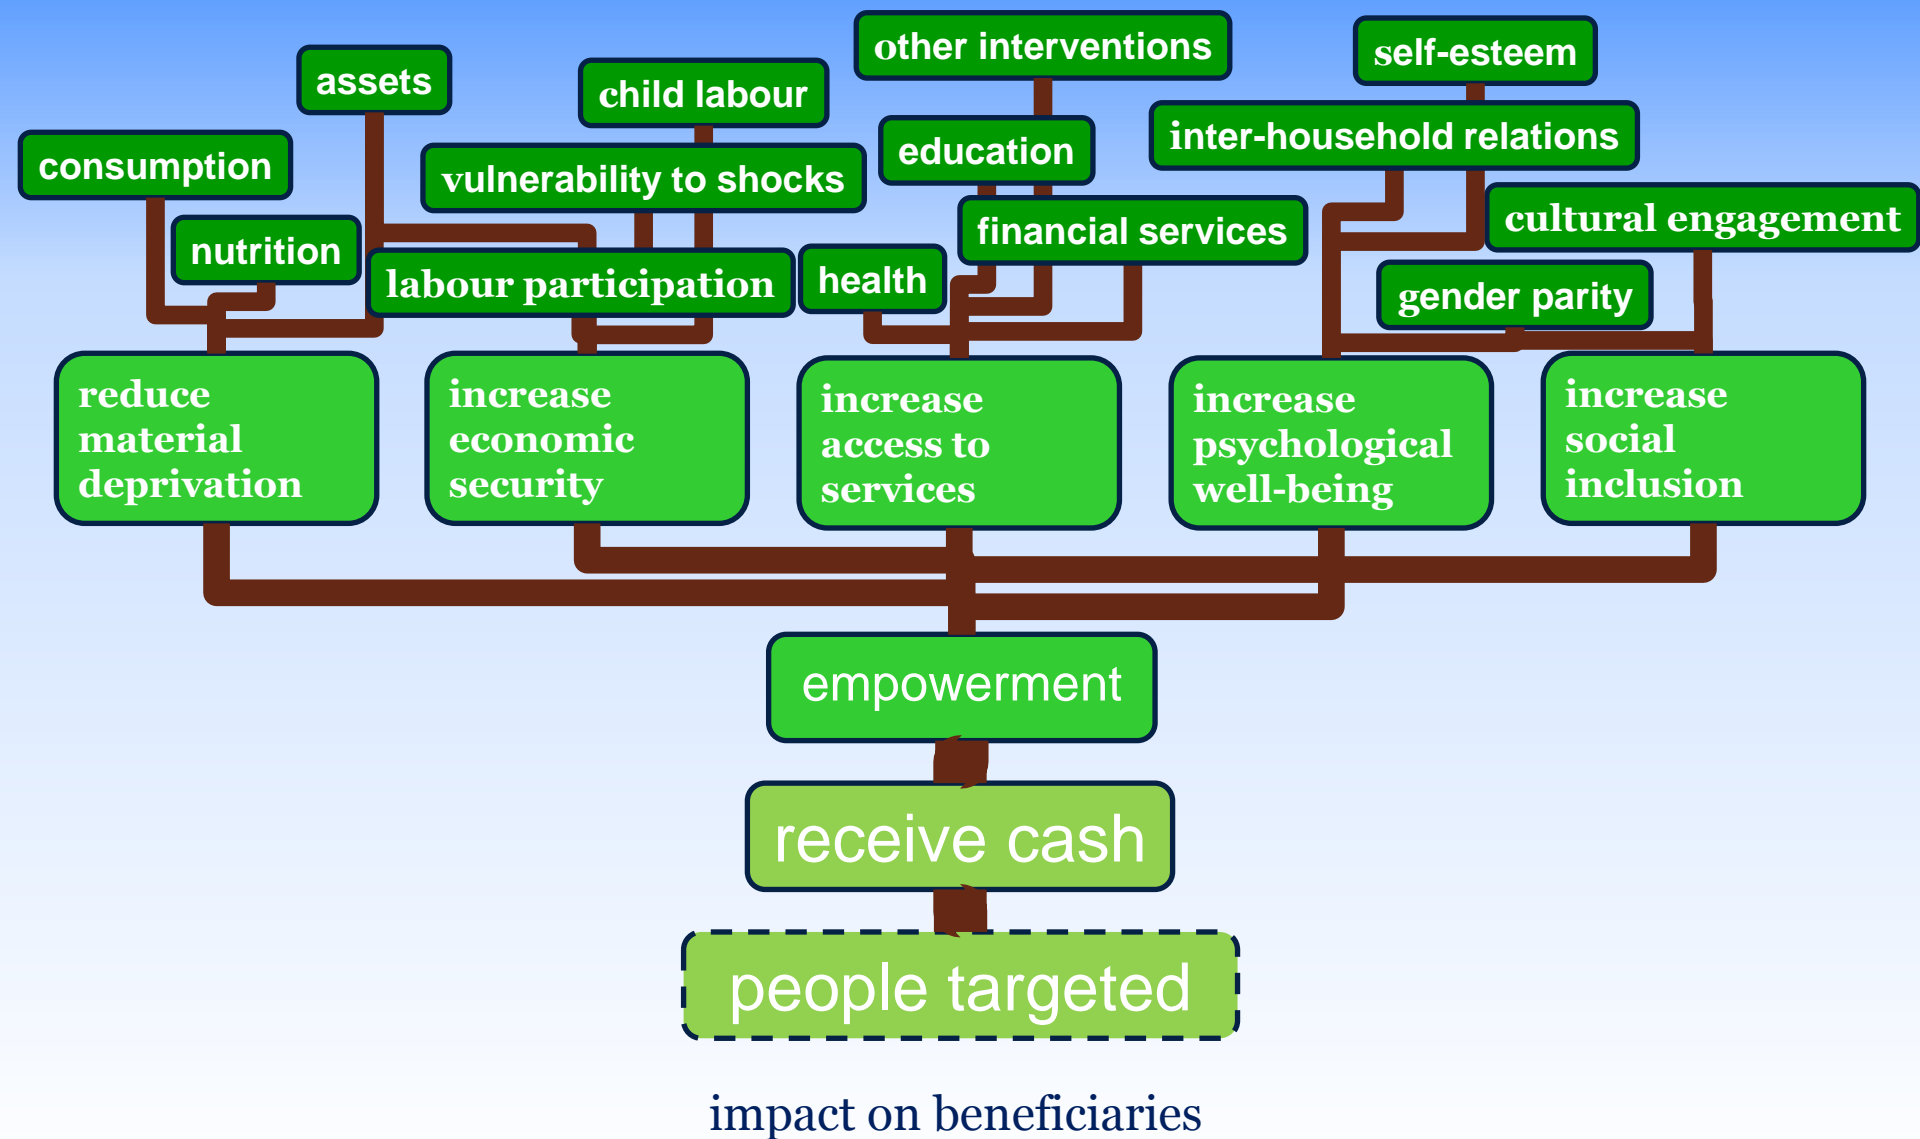 other interventions
self-esteem
assets
child labour
inter-household relations
education
consumption
vulnerability to shocks
cultural engagement
financial services
nutrition
labour participation
health
gender parity
reduce
material
deprivation
increase
economic
security
increase
access to
services
increase
psychological
well-being
increase
social
inclusion
empowerment
receive cash
people targeted
impact on beneficiaries